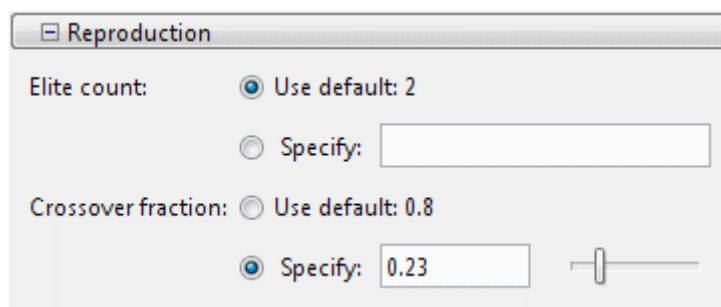 Reproduction
Elite count: Use default: 2
Specify:
Crossover fraction: Use default: 0.8
Specify: 0.23